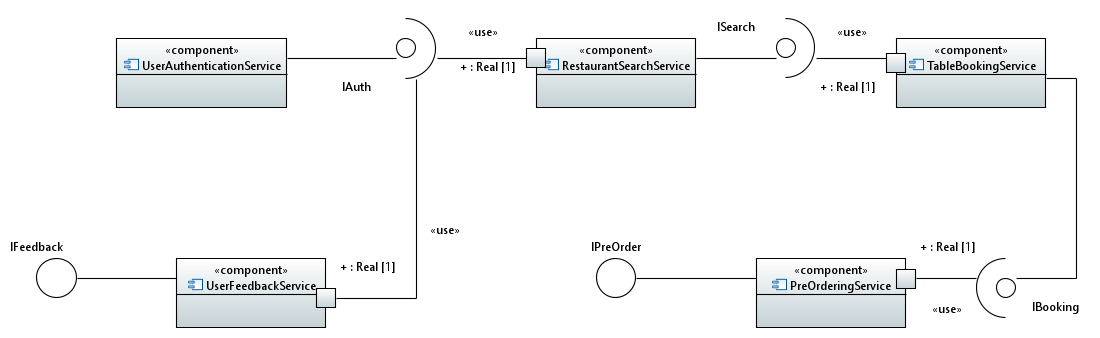 ISearch
«use»
«use»
«component»
UserAuthenticationService
«component»
RestaurantSearchService
«component»
TableBookingService
+ : Real [1]
IAuth
+ : Real [1]
«use»
IFeedback
IPreOrder
+ : Real [1]
+ : Real [1]
«component»
UserFeedbackService
«component»
PreOrderingService
«use»
IBooking